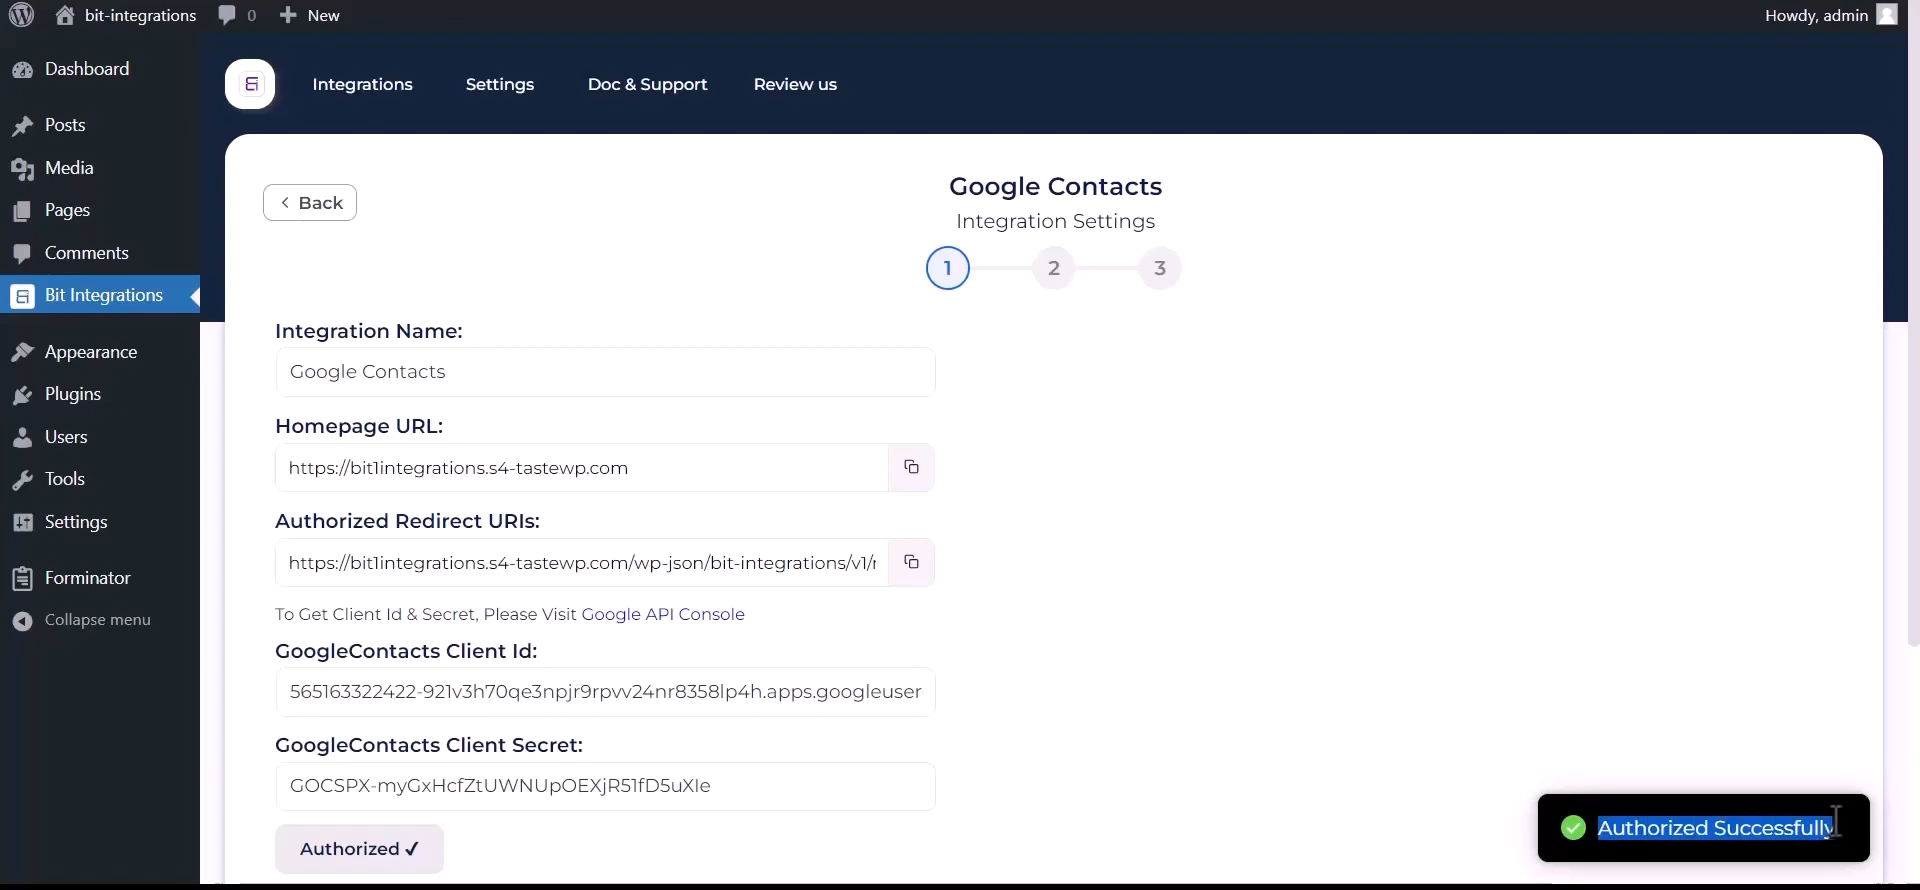 bit-integrations 0 New
Howdy, admin
Dashboard
Posts
Media
Pages
Comments
Bit Integrations
Appearance
Plugins
Users
Tools
Settings
Forminator
Collapse menu
Integrations Settings Doc & Support Review us
Back
Google Contacts
Integration Settings
1 2 3
Integration Name:
Google Contacts
Homepage URL:
https://bit1integrations.s4-tastewp.com
Authorized Redirect URIs:
https://bit1integrations.s4-tastewp.com/wp-json/bit-integrations/v1/r
To Get Client Id & Secret, Please Visit Google API Console
GoogleContacts Client Id:
565163322422-921v3h70qe3npjr9rpvv24nr8358lp4h.apps.googleuser
GoogleContacts Client Secret:
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
Authorized ✓
Authorized Successfully